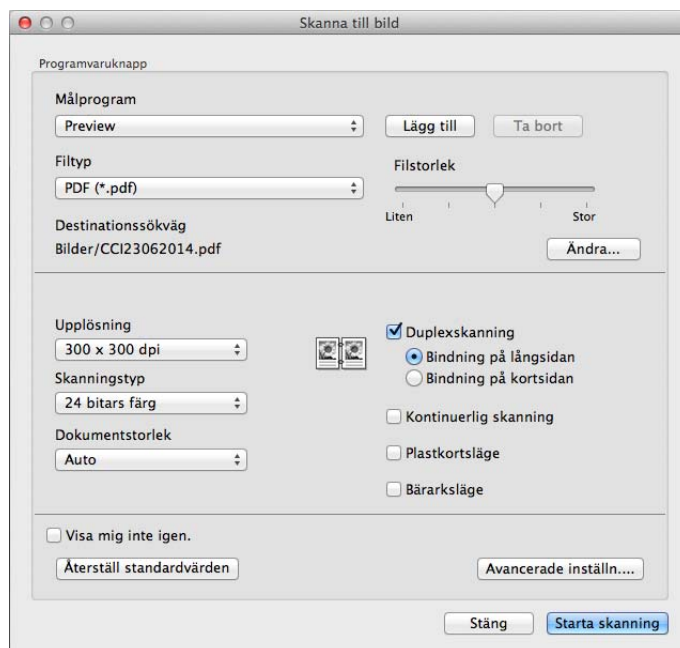 Skanna till bild
Programvaruknapp
Målprogram
Preview
Lägg till
Ta bort
Filtyp
PDF (*.pdf)
Filstorlek
Liten
Stor
Destinationssökväg
Bilder/CCI23062014.pdf
Ändra...
Upplösning
300 x 300 dpi
Skanningstyp
24 bitars färg
Dokumentstorlek
Auto
Duplexskanning
Bindning på långsidan
Bindning på kortsidan
Kontinuerlig skanning
Plastkortsläge
Bärarksläge
Visa mig inte igen.
Återställ standardvärden
Avancerade inställn....
Stäng
Starta skanning